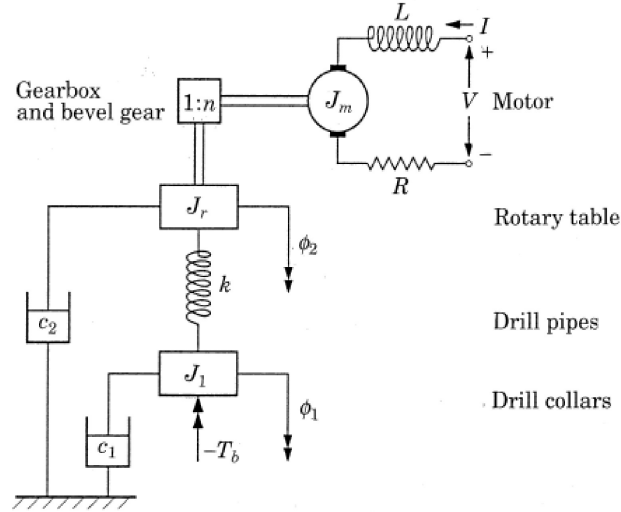 L
I
+
Gearbox
and bevel gear
1:n
J_m
V
Motor
−
R
J_r
Rotary table
ϕ_2
k
c_2
Drill pipes
J_1
Drill collars
ϕ_1
c_1
−T_b